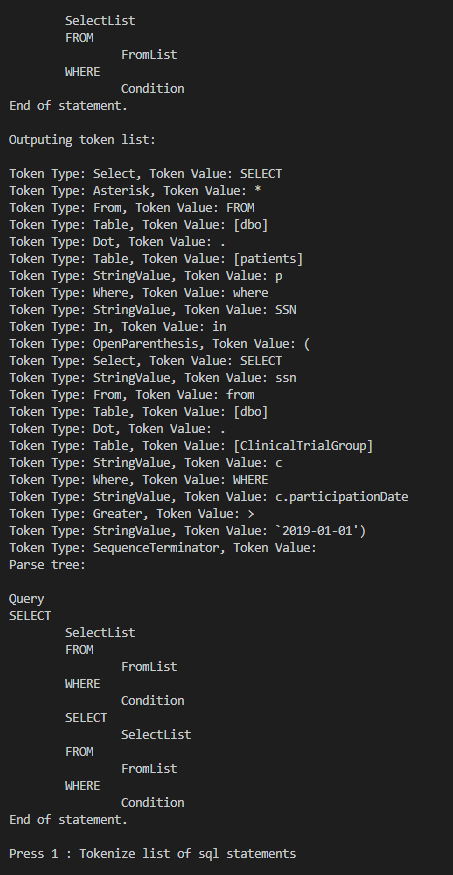 SelectList
FROM
FromList
WHERE
Condition
End of statement.
Outputing token list:
Token Type: Select, Token Value: SELECT
Token Type: Asterisk, Token Value: *
Token Type: From, Token Value: FROM
Token Type: Table, Token Value: [dbo]
Token Type: Dot, Token Value: .
Token Type: Table, Token Value: [patients]
Token Type: StringValue, Token Value: p
Token Type: Where, Token Value: where
Token Type: StringValue, Token Value: SSN
Token Type: In, Token Value: in
Token Type: OpenParenthesis, Token Value: (
Token Type: Select, Token Value: SELECT
Token Type: StringValue, Token Value: ssn
Token Type: From, Token Value: from
Token Type: Table, Token Value: [dbo]
Token Type: Dot, Token Value: .
Token Type: Table, Token Value: [ClinicalTrialGroup]
Token Type: StringValue, Token Value: c
Token Type: Where, Token Value: WHERE
Token Type: StringValue, Token Value: c.participationDate
Token Type: Greater, Token Value: >
Token Type: StringValue, Token Value: `2019-01-01')
Token Type: SequenceTerminator, Token Value:
Parse tree:
Query
SELECT
SelectList
FROM
FromList
WHERE
Condition
SELECT
SelectList
FROM
FromList
WHERE
Condition
End of statement.
Press 1 : Tokenize list of sql statements